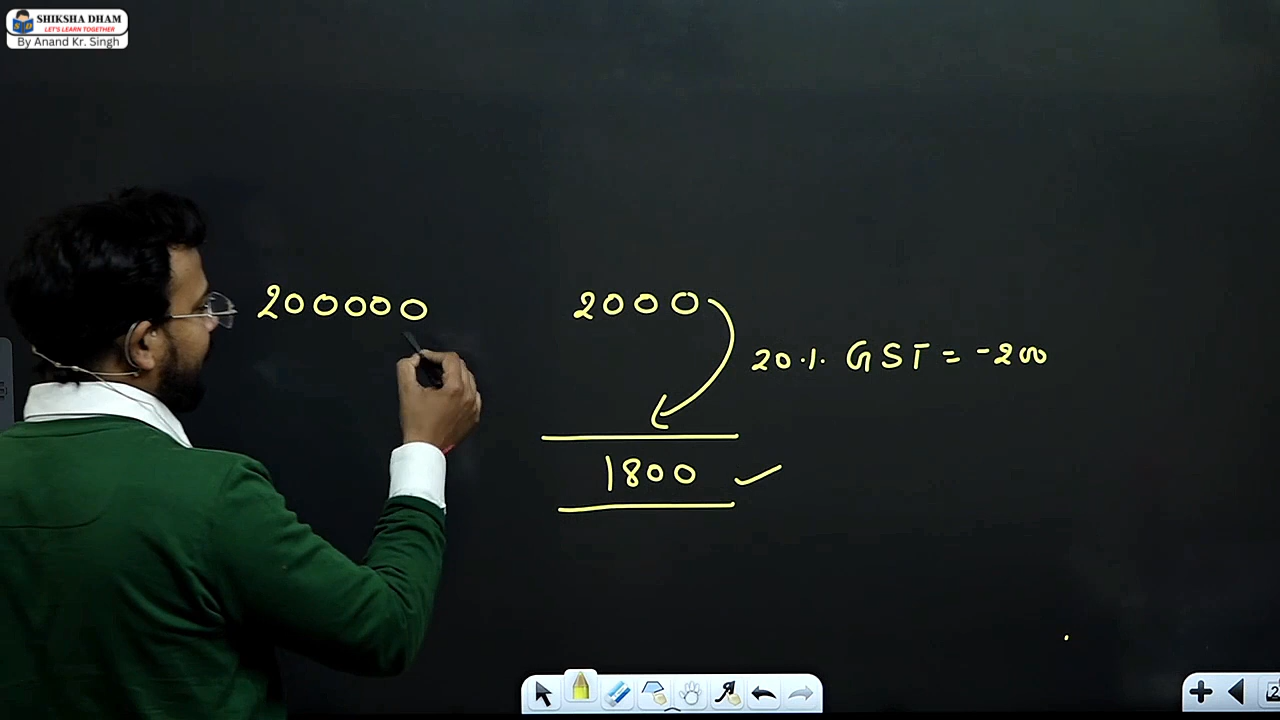 SHIKSHA DHAM
LET'S LEARN TOGETHER
By Anand Kr. Singh
200000 2000
20% GST = -200
1800